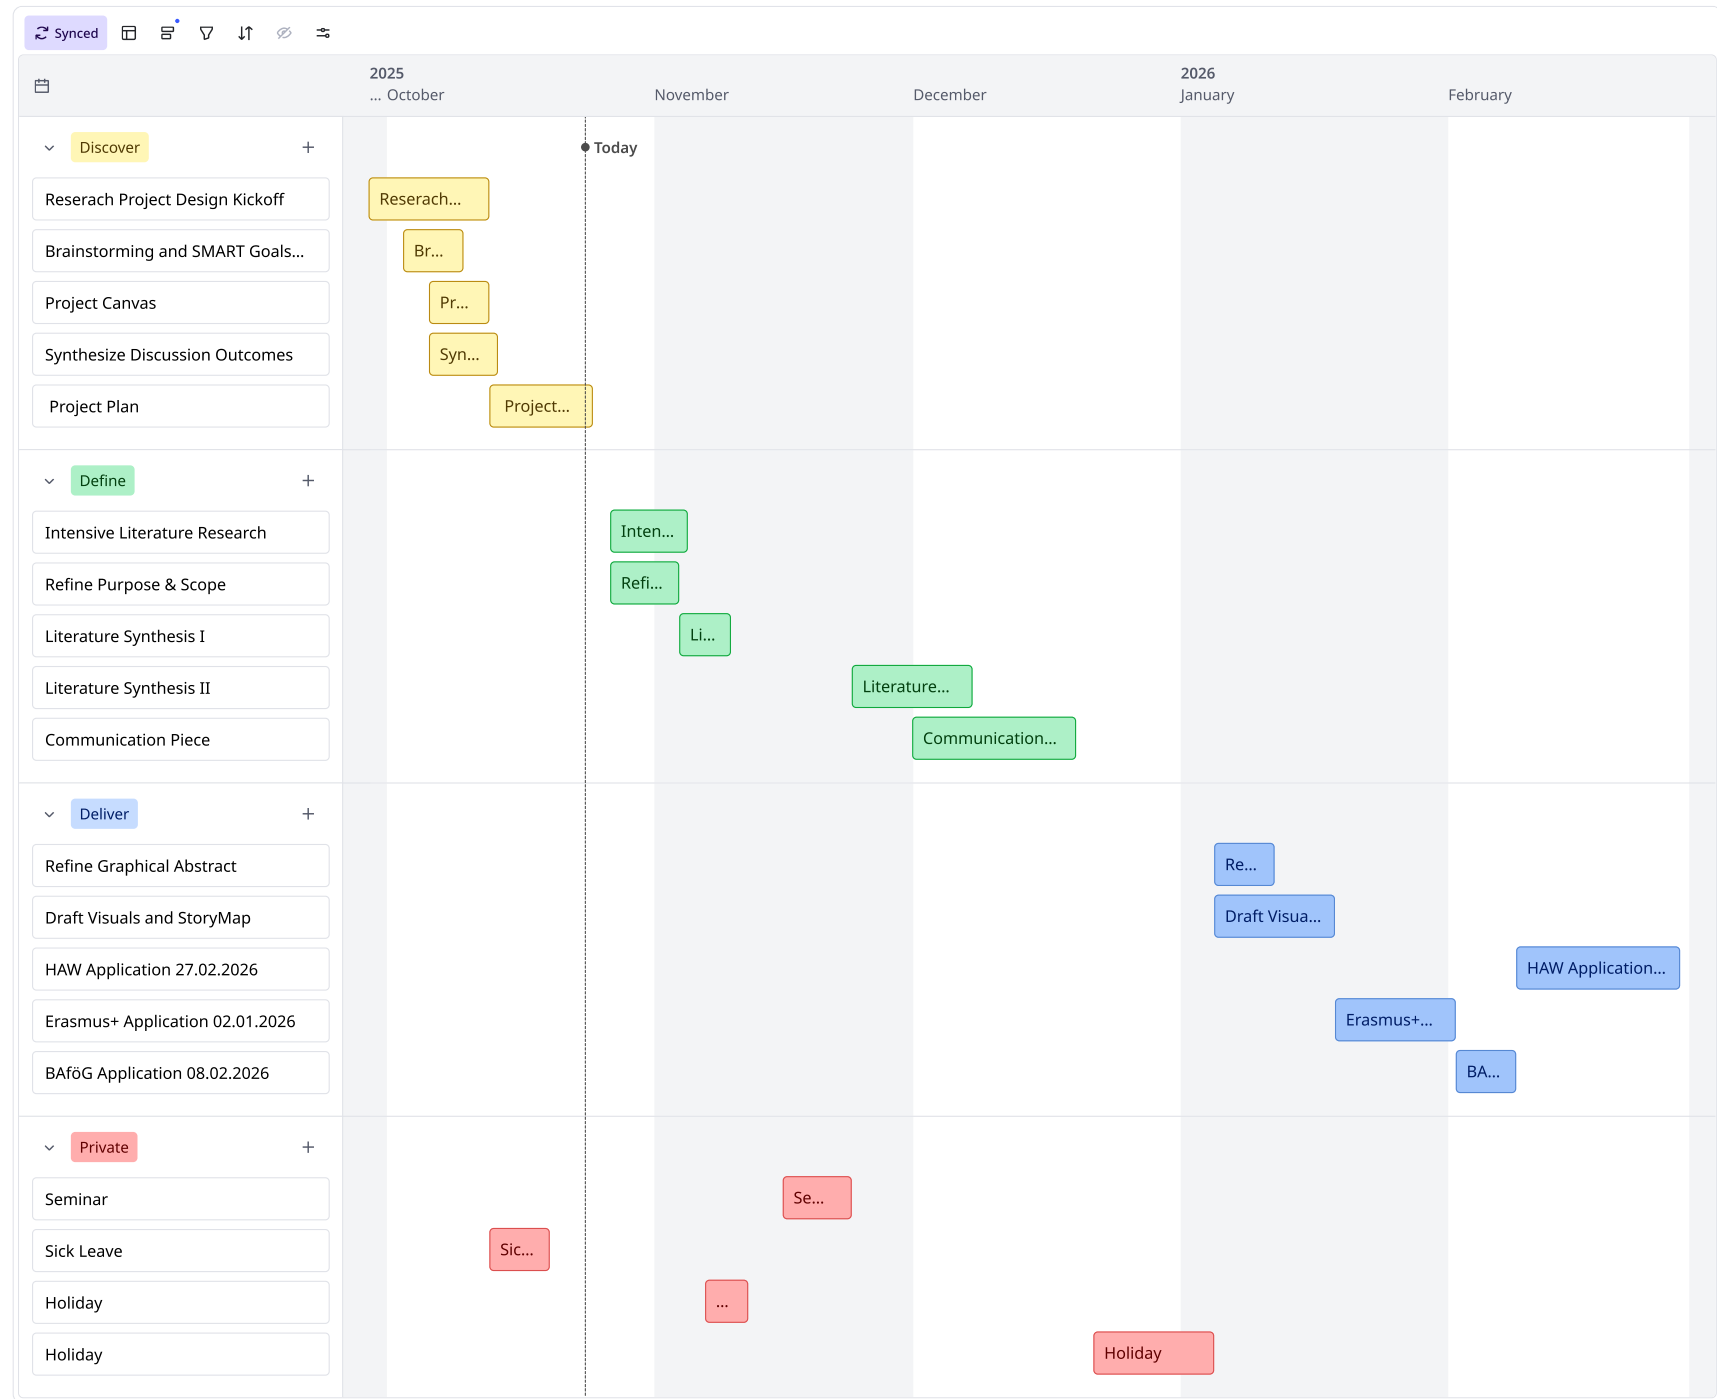 Synced
2025
2026
... October
November
December
January
February
Discover
Today
Reserach Project Design Kickoff
Reserach...
Brainstorming and SMART Goals...
Br...
Project Canvas
Pr...
Synthesize Discussion Outcomes
Syn...
Project Plan
Project...
Define
Intensive Literature Research
Inten...
Refine Purpose & Scope
Refi...
Literature Synthesis I
Li...
Literature Synthesis II
Literature...
Communication Piece
Communication...
Deliver
Refine Graphical Abstract
Re...
Draft Visuals and StoryMap
Draft Visua...
HAW Application 27.02.2026
HAW Application...
Erasmus+ Application 02.01.2026
Erasmus+...
BAföG Application 08.02.2026
BA...
Private
Seminar
Se...
Sick Leave
Sic...
Holiday
...
Holiday
Holiday